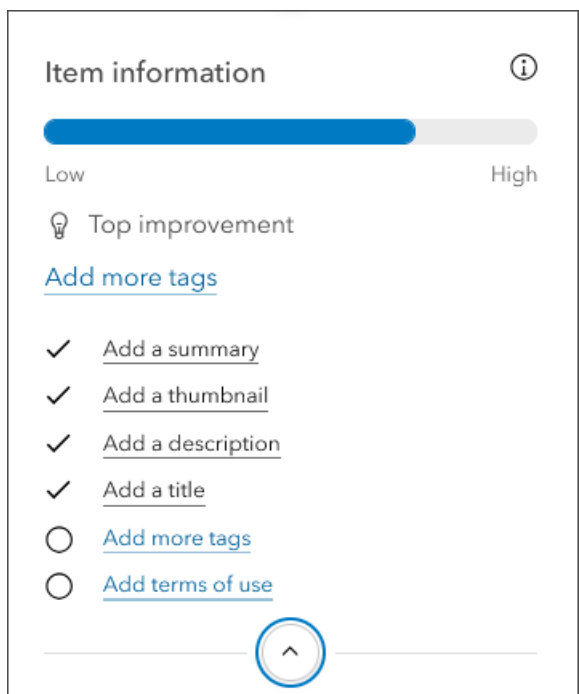 Item information
Low High
Top improvement
Add more tags
Add a summary
Add a thumbnail
Add a description
Add a title
Add more tags
Add terms of use